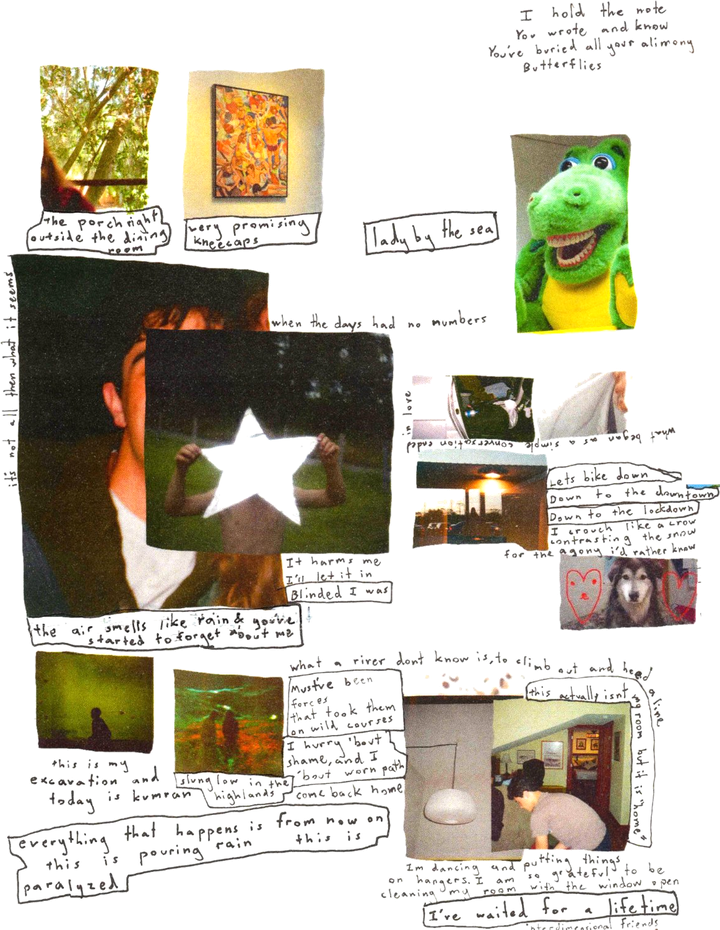 I hold the note
You wrote and know
You've buried all your alimony
Butterflies
the porch right
outside the dining
room
very promising
kneecaps
lady by the sea
it's not all then what it seems
when the days had no numbers
in love
what began as a simple conversation ended
Lets bike down
Down to the downtown
Down to the lockdown
I crouch like a crow
contrasting the snow
for the agony i'd rather know
It harms me
I'll let it in
Blinded I was
the air smells like rain & you've
started to forget 'bout me
what a river dont know is, to climb out and heed a line
Must've been
forces
that took them
on wild courses
I hurry 'bout
shame, and I
'bout worn path
come back home
this actually isnt
my room but it is "home"
this is my
excavation and
today is kumran
slung low in the
highlands
everything that happens is from now on
this is pouring rain this is
paralyzed
Im dancing and putting things
on hangers. I am so grateful to be
cleaning my room with the window open
I've waited for a lifetime
interdimensional friends